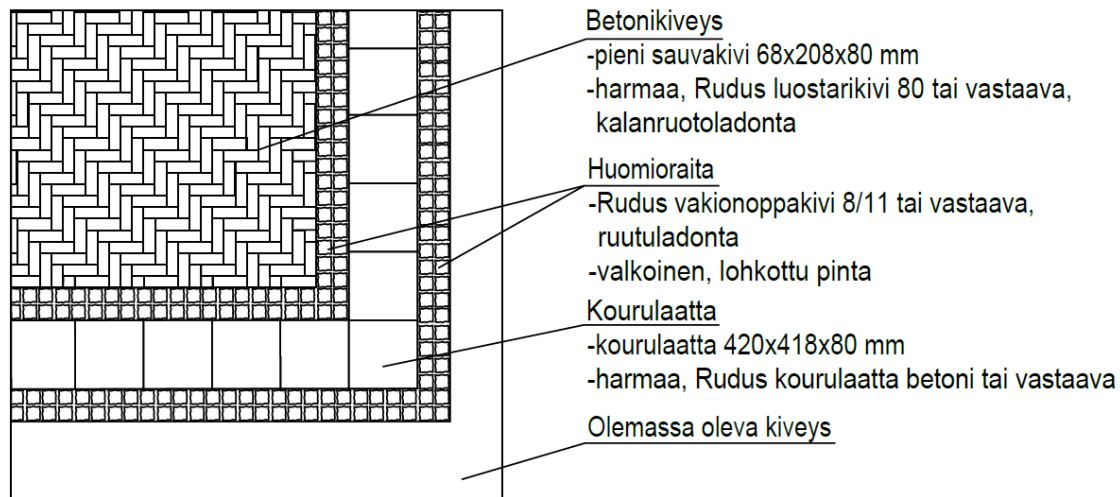 Betonikiveys
-pieni sauvakivi 68x208x80 mm
-harmaa, Rudus luostarikivi 80 tai vastaava,
kalanruotoladonta
Huomioraita
-Rudus vakionoppakivi 8/11 tai vastaava,
ruutuladonta
-valkoinen, lohkottu pinta
Kourulaatta
-kourulaatta 420x418x80 mm
-harmaa, Rudus kourulaatta betoni tai vastaava
Olemassa oleva kiveys